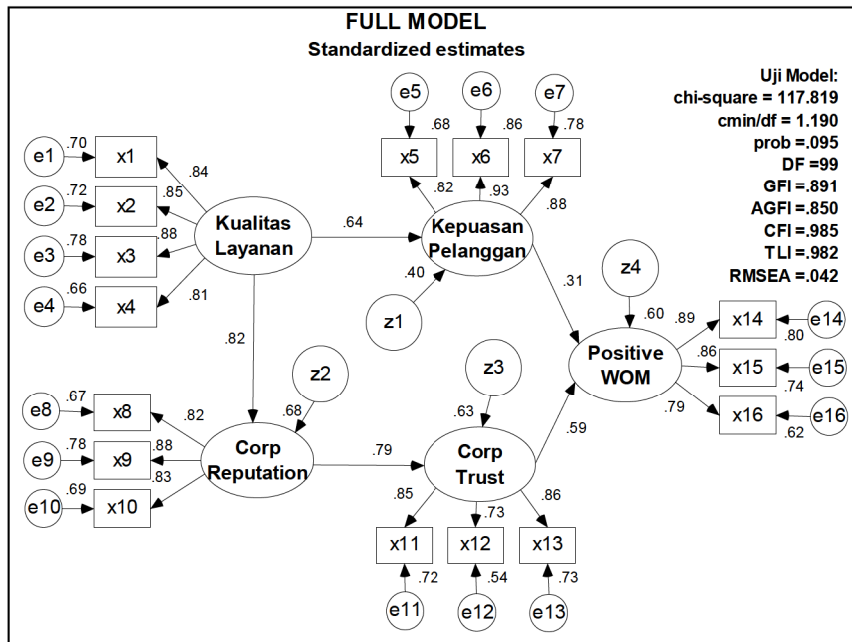 FULL MODEL
Standardized estimates
Uji Model:
chi-square = 117.819
cmin/df = 1.190
prob =.095
DF =99
GFI =.891
AGFI =.850
CFI =.985
TLI =.982
RMSEA =.042
e1
.70
x1
.84
e2
.72
x2
.85
e3
.78
x3
.88
e4
.66
x4
.81
Kualitas
Layanan
.64
.82
e5
e6
e7
.68
.86
.78
x5
x6
x7
.82
.93
.88
Kepuasan
Pelanggan
.40
z1
.31
z4
.60
Positive
WOM
.89
x14
.80
e14
.86
x15
.74
e15
.79
x16
.62
e16
e8
.67
x8
.82
e9
.78
x9
.88
e10
.69
x10
.83
z2
.68
Corp
Reputation
.79
z3
.63
Corp
Trust
.59
.85
.73
.86
x11
x12
x13
.72
.54
.73
e11
e12
e13